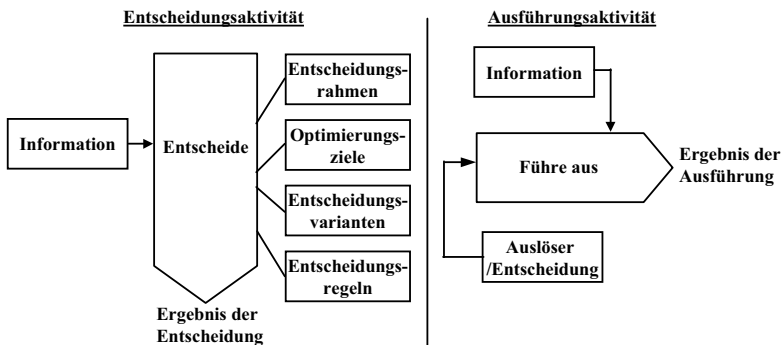 Entscheidungsaktivität
Information
Entscheide
Entscheidungs-
rahmen
Optimierungs-
ziele
Entscheidungs-
varianten
Entscheidungs-
regeln
Ergebnis der
Entscheidung
Ausführungsaktivität
Information
Führe aus
Ergebnis der
Ausführung
Auslöser
/Entscheidung